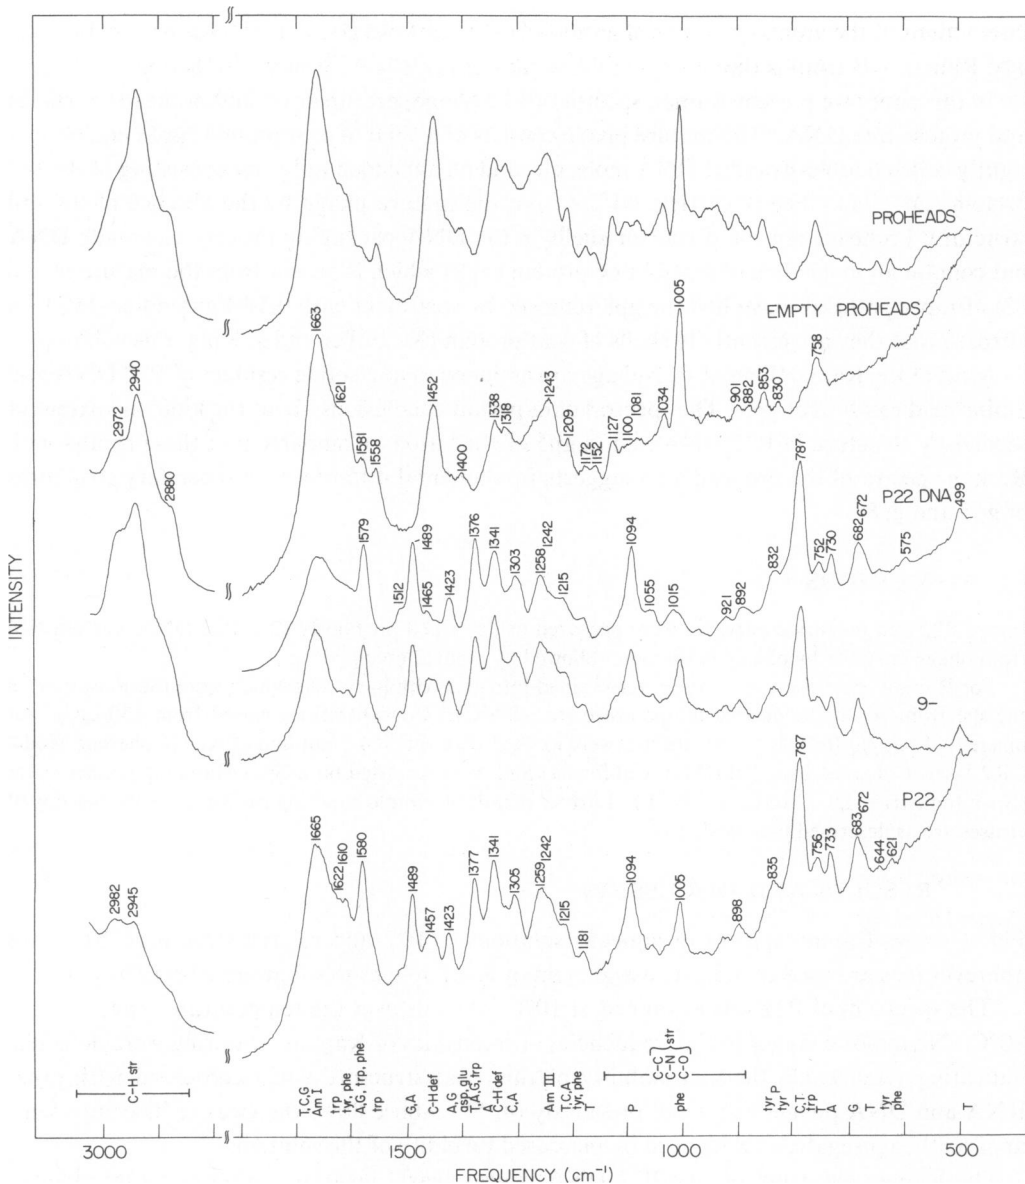 PROHEADS
EMPTY PROHEADS
2972
2940
2880
1663
1621
1581
1558
1452
1400
1338
1318
1243
1209
1172
1152
1127
1100
1081
1034
1005
901
882
853
830
758
P22 DNA
1579
1512
1489
1465
1423
1376
1341
1303
1258
1242
1215
1094
1055
1015
921
892
832
787
752
730
682
672
575
499
9⁻
P22
2982
2945
1665
1622
1610
1580
1489
1457
1423
1377
1341
1305
1259
1242
1215
1181
1094
1005
898
835
787
756
733
683
672
644
621
C-H str
T,C,G
Am I
trp
tyr, phe
A,G, trp, phe
trp
G,A
C-H def
A,G
asp,glu
T,A,G, trp
A
C-H def
C,A
Am III
T,C,A
tyr, phe
P
phe
C-C
C-N
C-O
str
tyr, P
tyr
C,T, P
trp
T
A
G
T
tyr
phe
T
3000
1500
1000
500
INTENSITY
FREQUENCY (cm⁻¹)